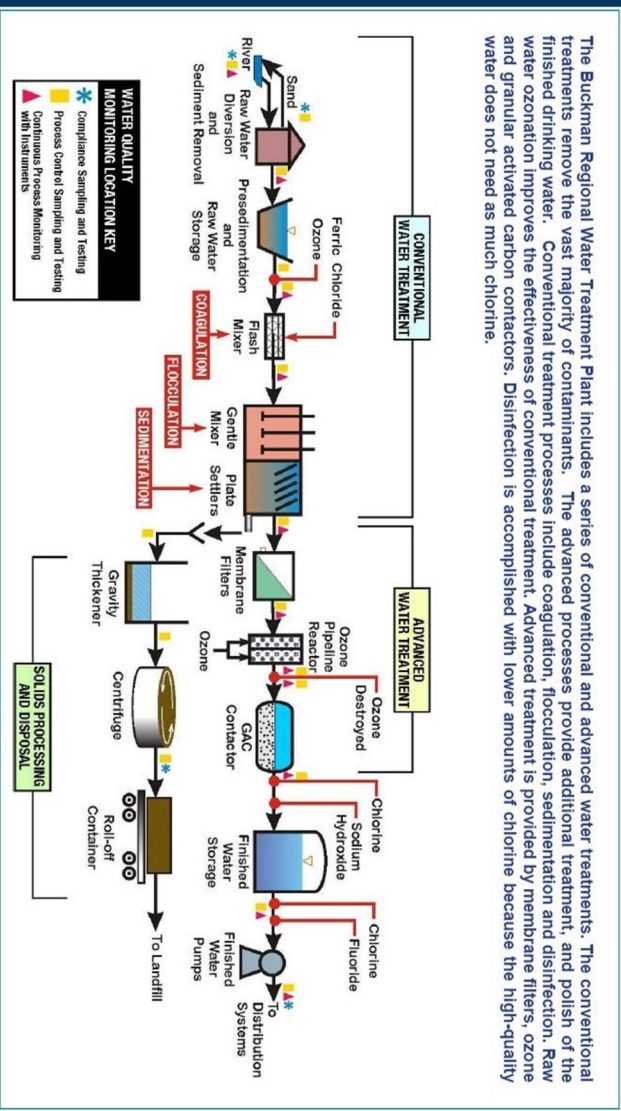 The Buckman Regional Water Treatment Plant includes a series of conventional and advanced water treatments. The conventional
treatments remove the vast majority of contaminants. The advanced processes provide additional treatment, and polish of the
finished drinking water. Conventional treatment processes include coagulation, flocculation, sedimentation and disinfection. Raw
water ozonation improves the effectiveness of conventional treatment. Advanced treatment is provided by membrane filters, ozone
and granular activated carbon contactors. Disinfection is accomplished with lower amounts of chlorine because the high-quality
water does not need as much chlorine.
CONVENTIONAL
WATER TREATMENT
ADVANCED
WATER TREATMENT
Ferric Chloride
Ozone
Ozone
Destroyed
Chlorine
Sodium
Hydroxide
Chlorine
Fluoride
Sand
River
Raw Water
Diversion
and
Sediment Removal
Presedimentation
and
Raw Water
Storage
Flash
Mixer
Gentle
Mixer
Plate
Settlers
Membrane
Filters
Ozone
Pipeline
Reactor
Ozone
GAC
Contactor
Finished
Water
Storage
Finished
Water
Pumps
To
Distribution
Systems
COAGULATION
FLOCCULATION
SEDIMENTATION
Gravity
Thickener
Centrifuge
Roll-off
Container
To Landfill
SOLIDS PROCESSING
AND DISPOSAL
WATER QUALITY
MONITORING LOCATION KEY
Compliance Sampling and Testing
Process Control Sampling and Testing
Continuous Process Monitoring
with Instruments